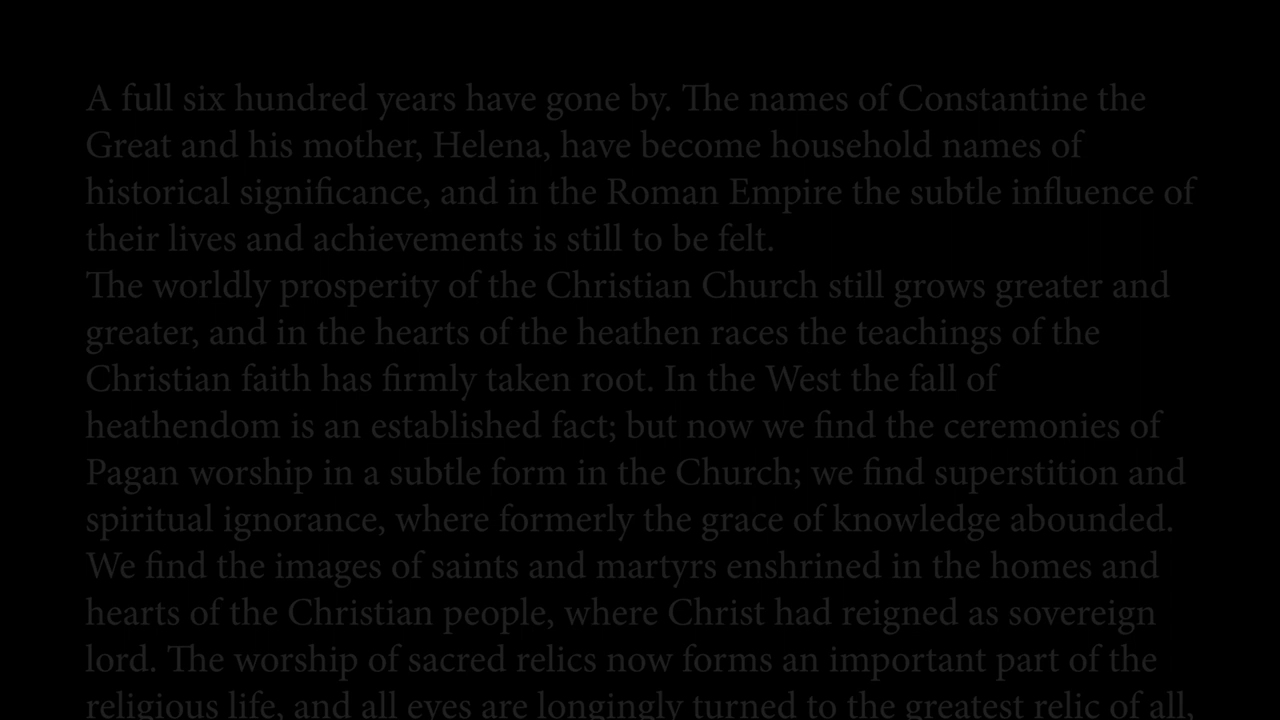 A full six hundred years have gone by. The names of Constantine the
Great and his mother, Helena, have become household names of
historical significance, and in the Roman Empire the subtle influence of
their lives and achievements is still to be felt.
The worldly prosperity of the Christian Church still grows greater and
greater, and in the hearts of the heathen races the teachings of the
Christian faith has firmly taken root. In the West the fall of
heathendom is an established fact; but now we find the ceremonies of
Pagan worship in a subtle form in the Church; we find superstition and
spiritual ignorance, where formerly the grace of knowledge abounded.
We find the images of saints and martyrs enshrined in the homes and
hearts of the Christian people, where Christ had reigned as sovereign
lord. The worship of sacred relics now forms an important part of the
religious life, and all eyes are longingly turned to the greatest relic of all,